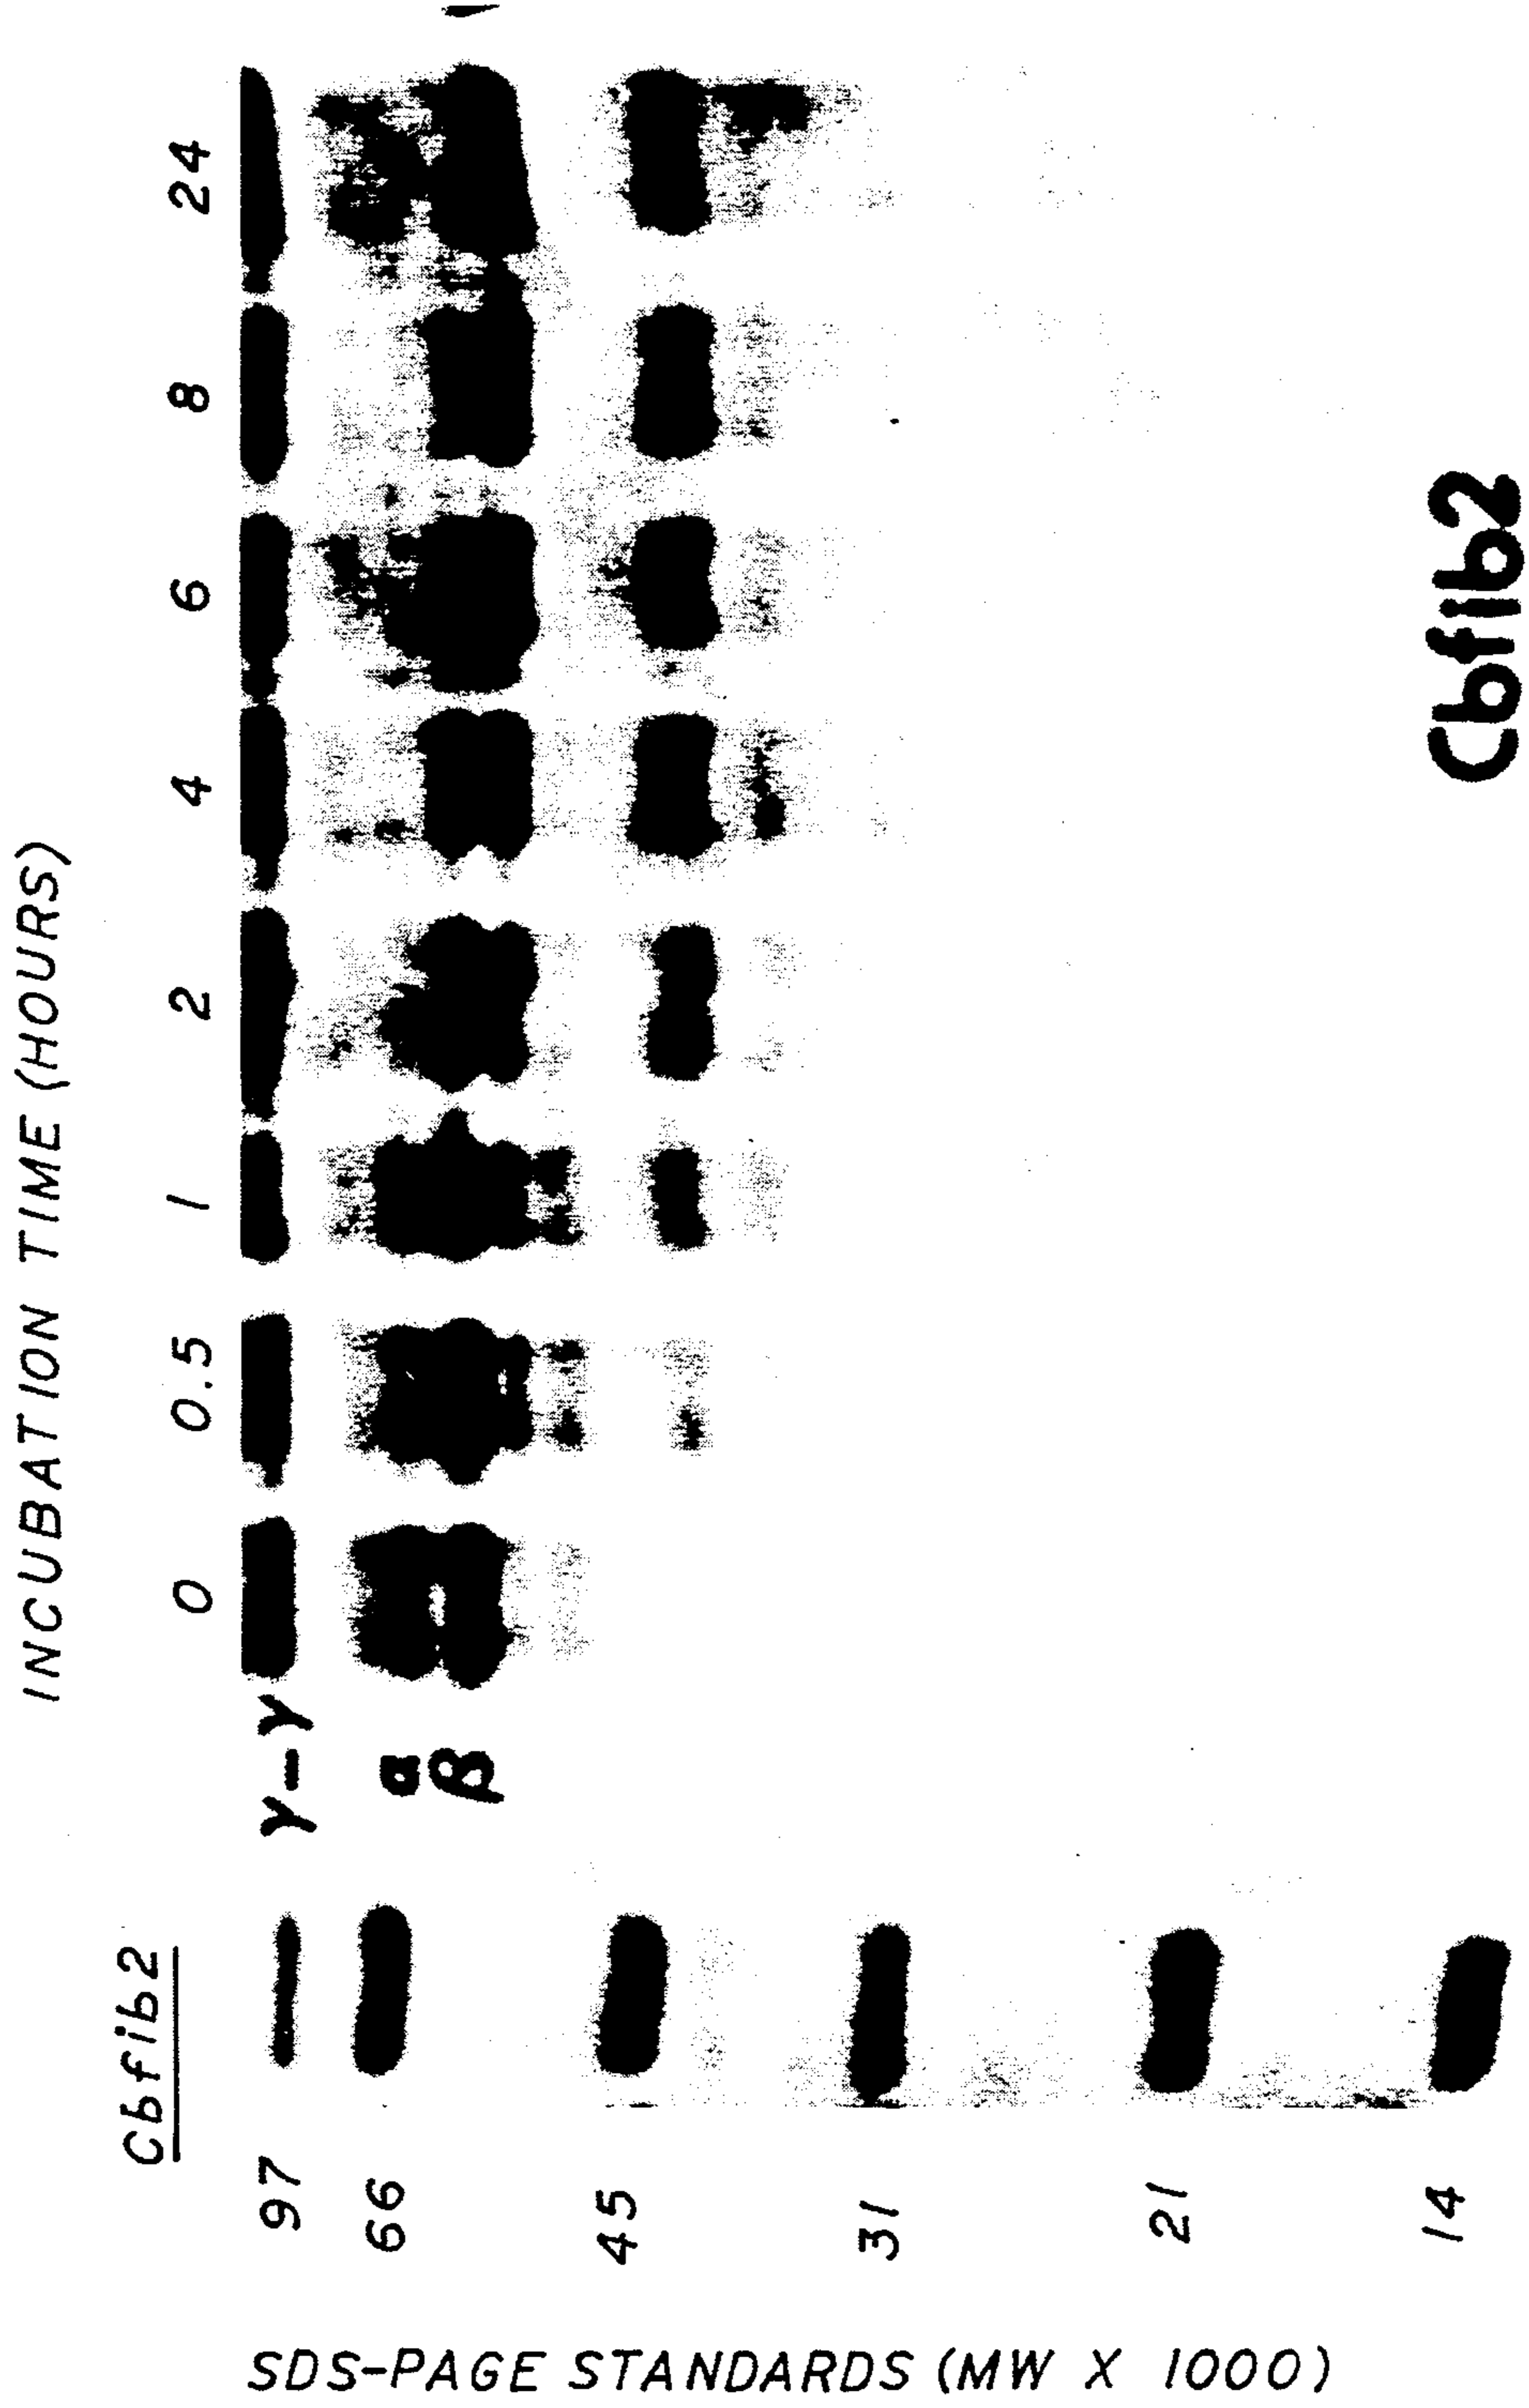 INCUBATION TIME (HOURS)
Cbfib2
0 0.5 1 2 4 6 8 24
97 γ-γ
66 α
β
45
31
21
14
SDS-PAGE STANDARDS (MW X 1000)
Cbfib2